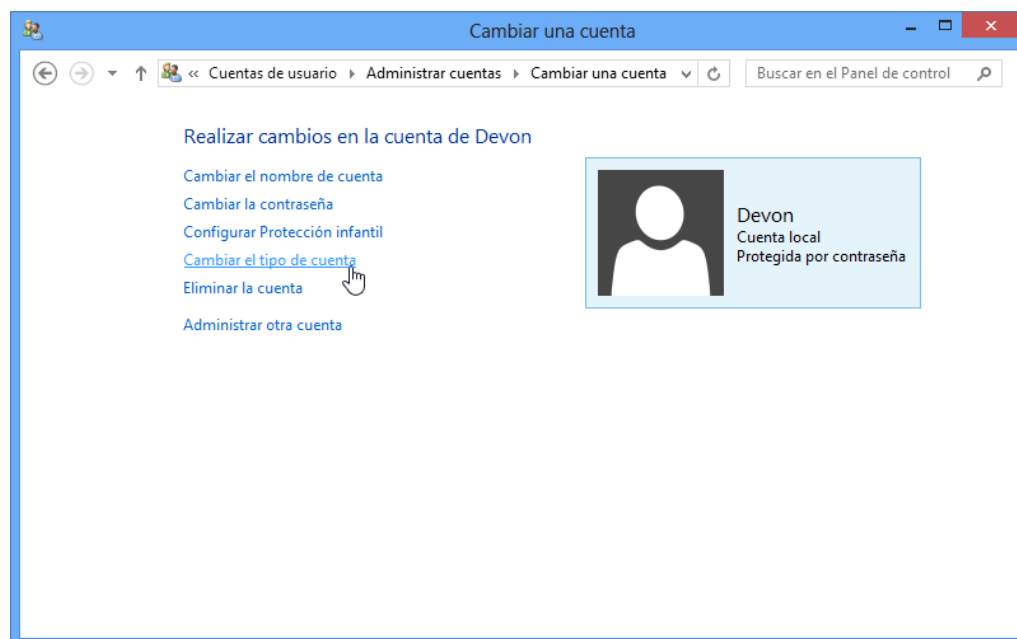 Cambiar una cuenta
« Cuentas de usuario Administrar cuentas Cambiar una cuenta Buscar en el Panel de control
Realizar cambios en la cuenta de Devon
Cambiar el nombre de cuenta
Cambiar la contraseña
Configurar Protección infantil
Cambiar el tipo de cuenta
Eliminar la cuenta
Administrar otra cuenta
Devon
Cuenta local
Protegida por contraseña